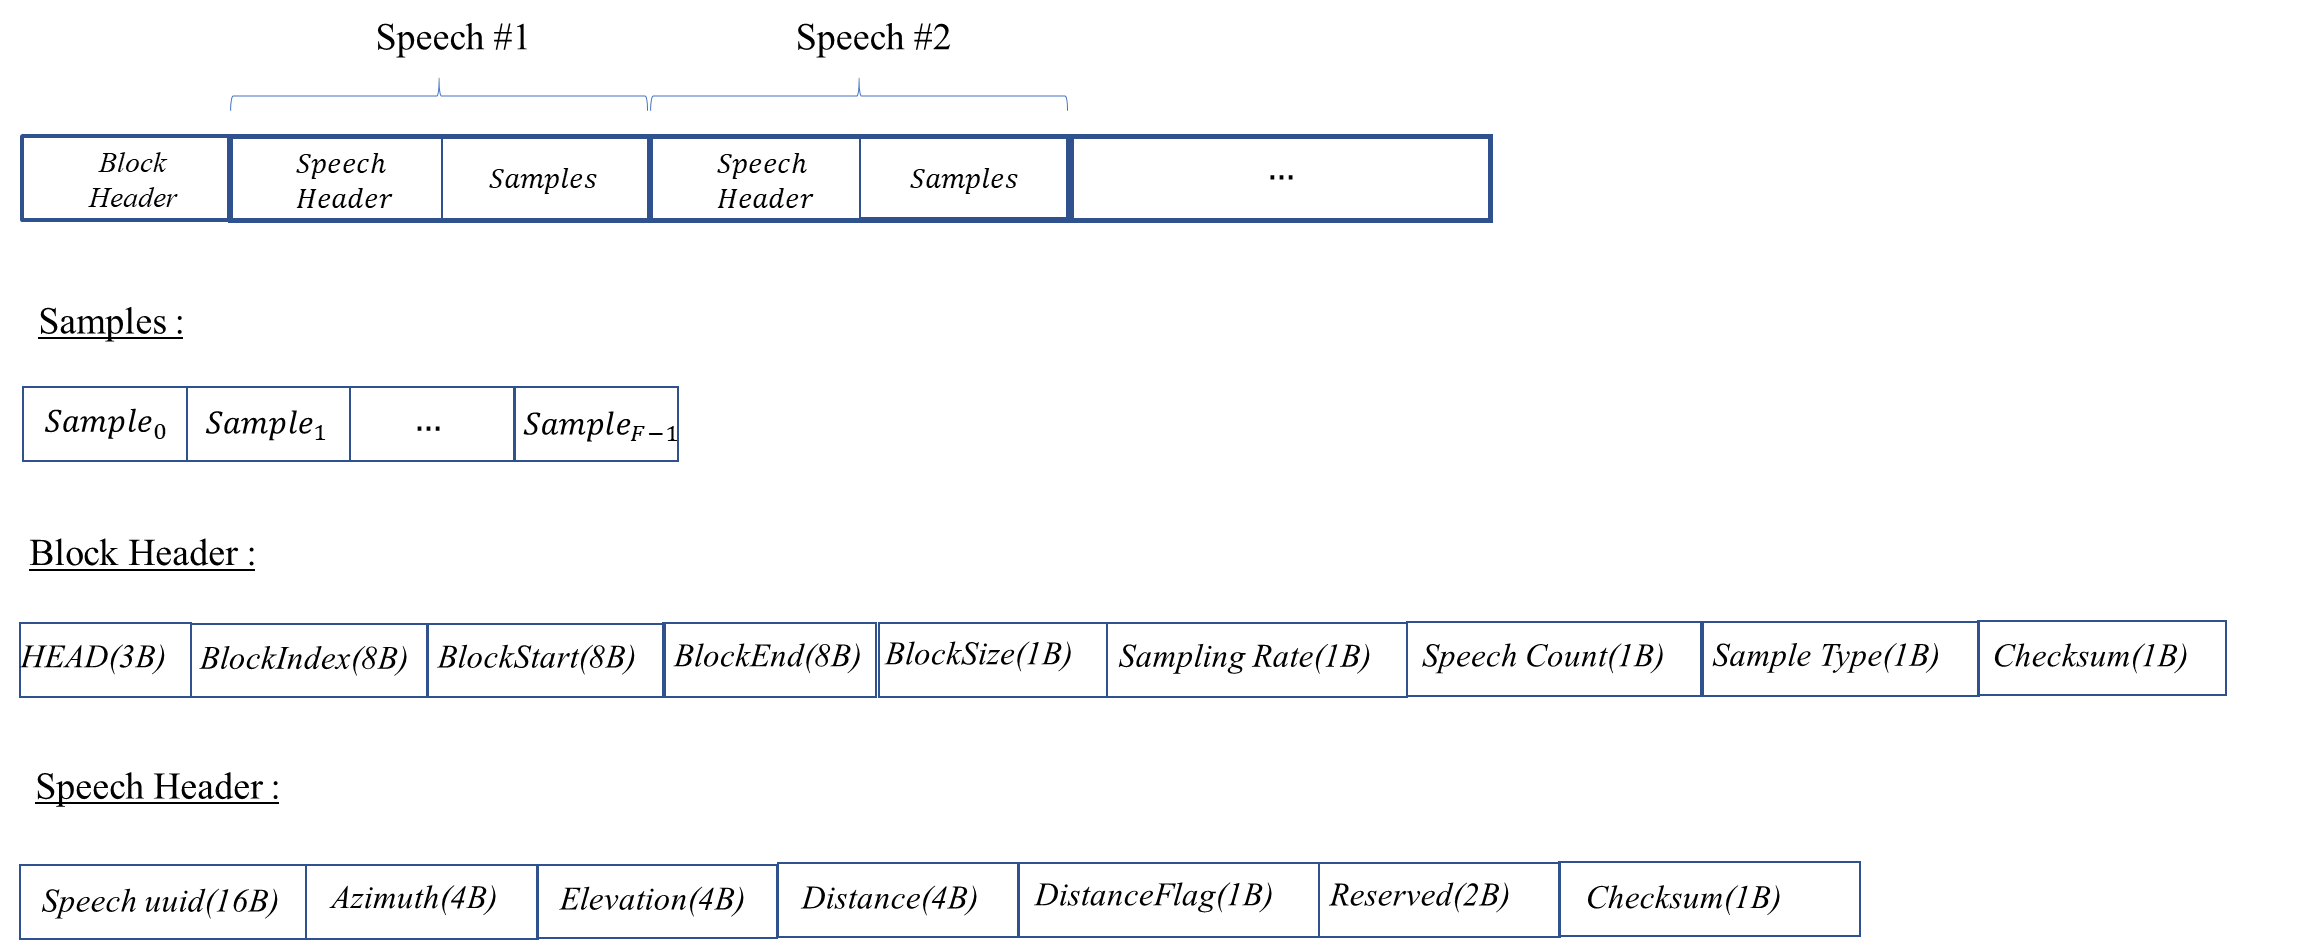 Speech #1 Speech #2
Block Header Speech Header Samples Speech Header Samples ...
Samples :
Sample₀ Sample₁ ... Sample_{F−1}
Block Header :
HEAD(3B) BlockIndex(8B) BlockStart(8B) BlockEnd(8B) BlockSize(1B) Sampling Rate(1B) Speech Count(1B) Sample Type(1B) Checksum(1B)
Speech Header :
Speech uuid(16B) Azimuth(4B) Elevation(4B) Distance(4B) DistanceFlag(1B) Reserved(2B) Checksum(1B)